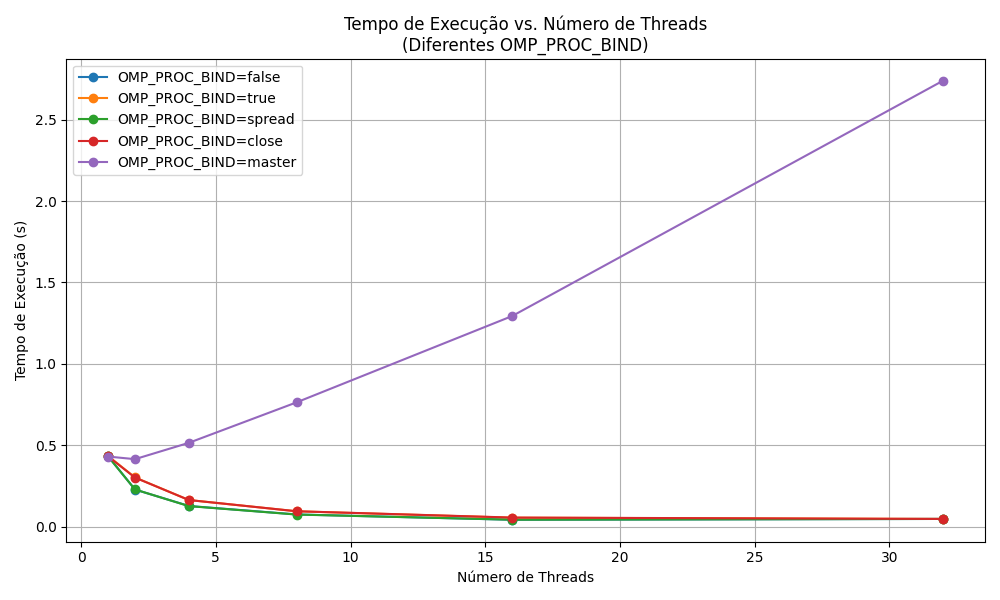 Tempo de Execução vs. Número de Threads
(Diferentes OMP_PROC_BIND)
OMP_PROC_BIND=false
OMP_PROC_BIND=true
OMP_PROC_BIND=spread
OMP_PROC_BIND=close
OMP_PROC_BIND=master
Tempo de Execução (s)
2.5
2.0
1.5
1.0
0.5
0.0
0 5 10 15 20 25 30
Número de Threads